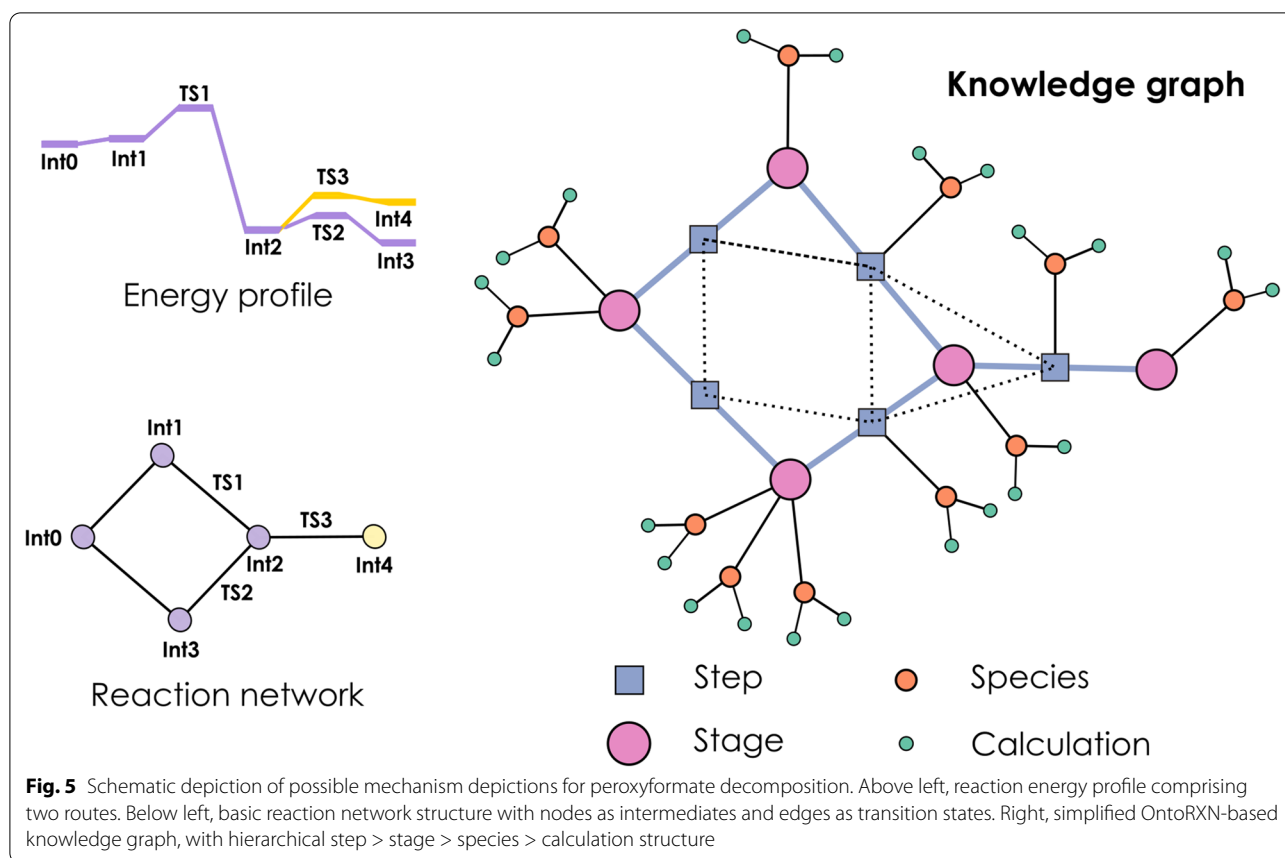 Knowledge graph
TS1
Int0
Int1
TS3
Int2
TS2
Int4
Int3
Energy profile
Int1
TS1
Int0
TS3
Int2
Int4
TS2
Int3
Reaction network
Step
Species
Stage
Calculation
Fig. 5 Schematic depiction of possible mechanism depictions for peroxyformate decomposition. Above left, reaction energy profile comprising
two routes. Below left, basic reaction network structure with nodes as intermediates and edges as transition states. Right, simplified OntoRXN-based
knowledge graph, with hierarchical step > stage > species > calculation structure